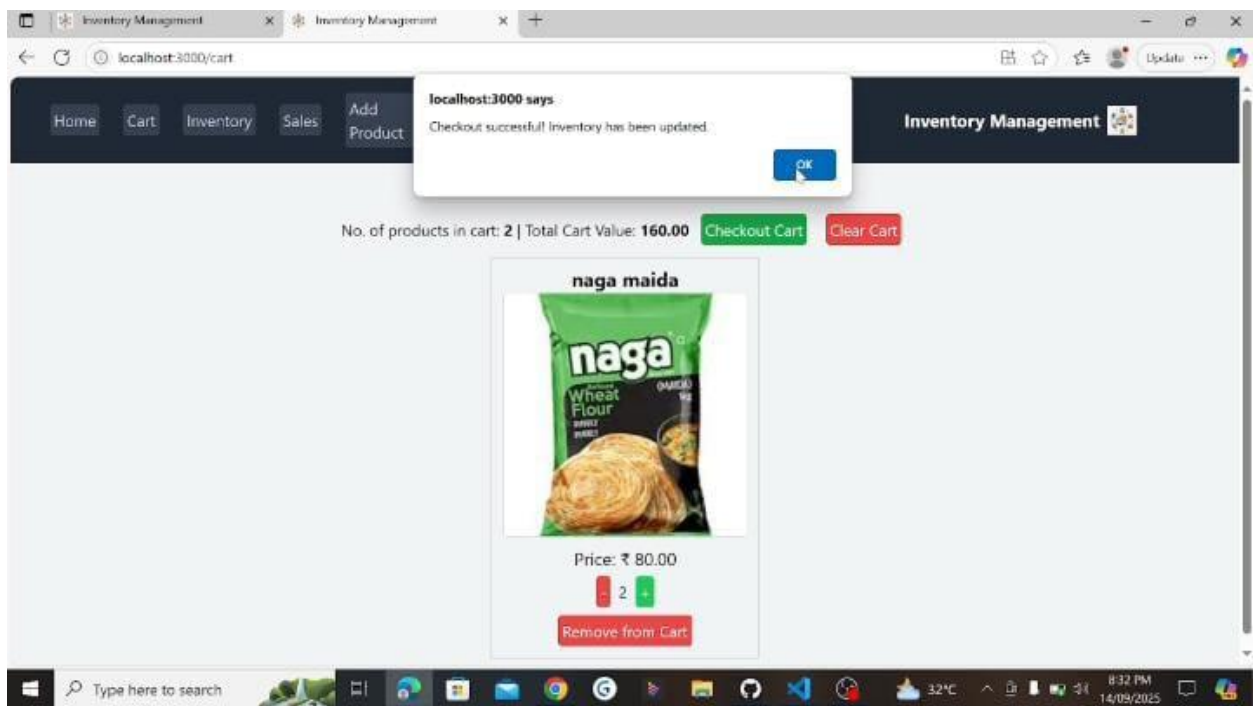 Inventory Management
Inventory Management
localhost:3000/cart
Update
localhost:3000 says
Checkout successful! Inventory has been updated.
OK
Home
Cart
Inventory
Sales
Add
Product
Inventory Management
No. of products in cart: 2 | Total Cart Value: 160.00
Checkout Cart
Clear Cart
naga maida
naga
Wheat
Flour
(MAIDA)
Price: ₹ 80.00
- 2 +
Remove from Cart
Type here to search
32°C
8:32 PM
14/09/2025